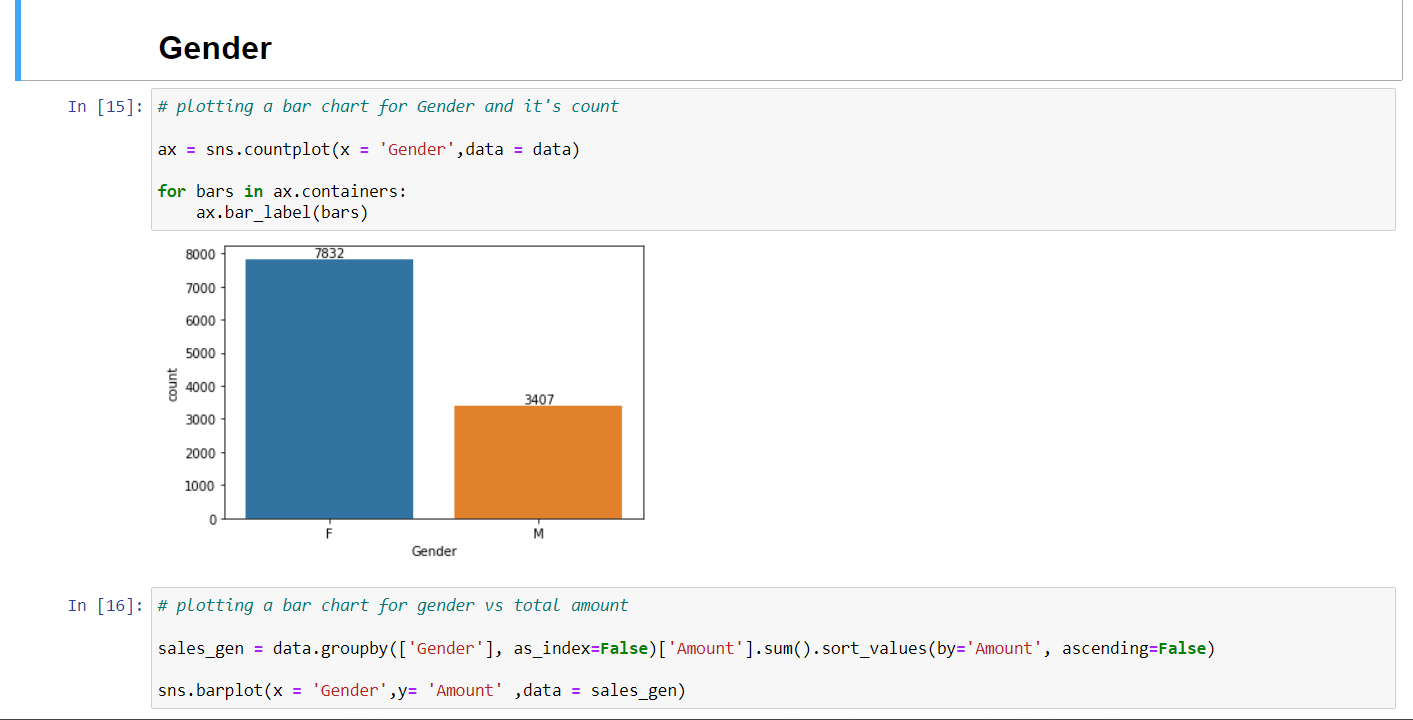 Gender
In [15]: # plotting a bar chart for Gender and it's count
ax = sns.countplot(x = 'Gender',data = data)
for bars in ax.containers:
    ax.bar_label(bars)
8000
7000
6000
5000
4000
3000
2000
1000
0
count
7832
3407
F
M
Gender
In [16]: # plotting a bar chart for gender vs total amount
sales_gen = data.groupby(['Gender'], as_index=False)['Amount'].sum().sort_values(by='Amount', ascending=False)
sns.barplot(x = 'Gender',y= 'Amount' ,data = sales_gen)